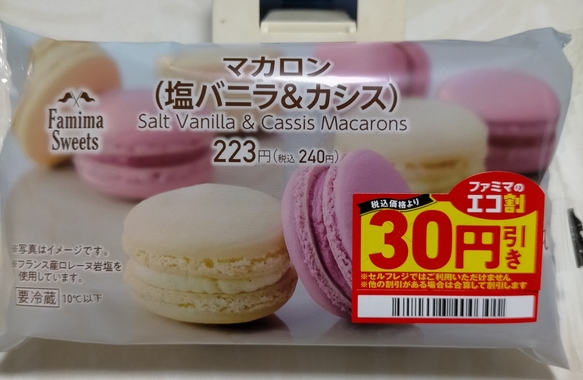 マカロン
(塩バニラ&カシス)
Salt Vanilla & Cassis Macarons
223円(税込240円)
Famima
Sweets
※写真はイメージです。
※フランス産ロレーヌ岩塩を
使用しています。
要冷蔵 10℃以下
ファミマの
エコ割
税込価格より
30円引き
※セルフレジではご利用いただけません
※他の割引がある場合は合算して割引します